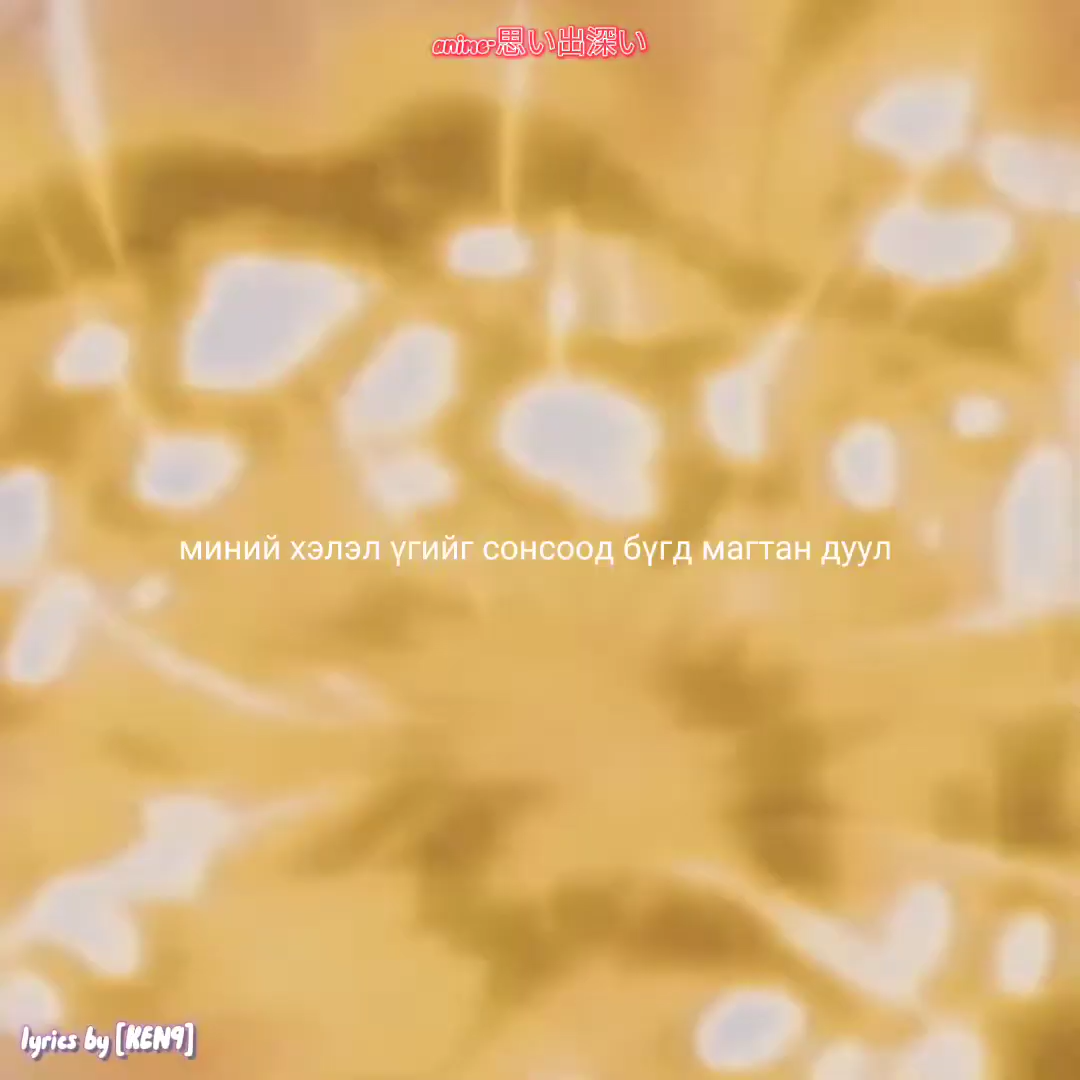 anime-思い出深い
миний хэлэл үгийг сонсоод бүгд магтан дуул
lyrics by [KEN9]